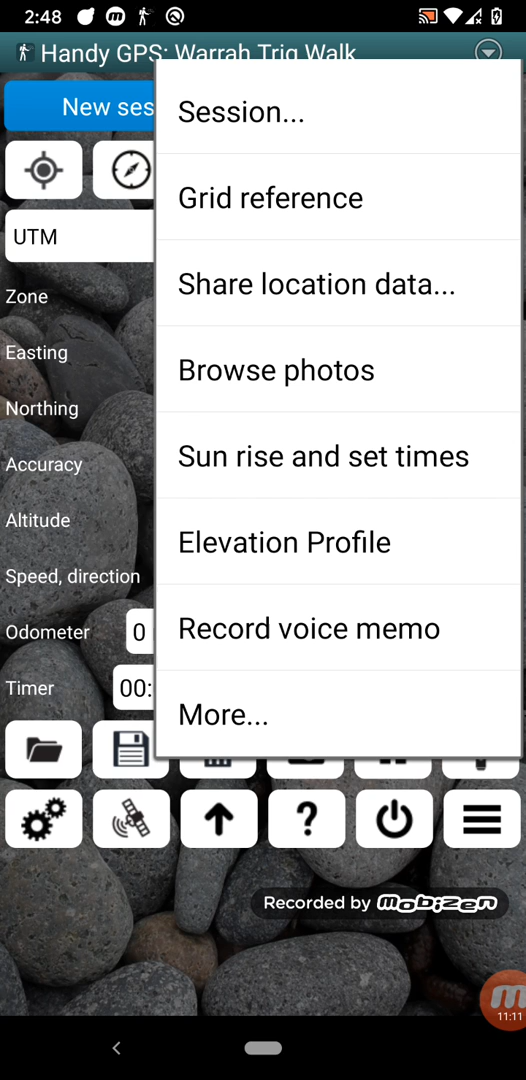 2:48
Handy GPS: Warrah Trig Walk
New ses
Session...
Grid reference
UTM
Share location data...
Zone
Easting
Browse photos
Northing
Accuracy
Sun rise and set times
Altitude
Elevation Profile
Speed, direction
Odometer
0
Record voice memo
Timer
00:
More...
?
Recorded by mobizen
11:11